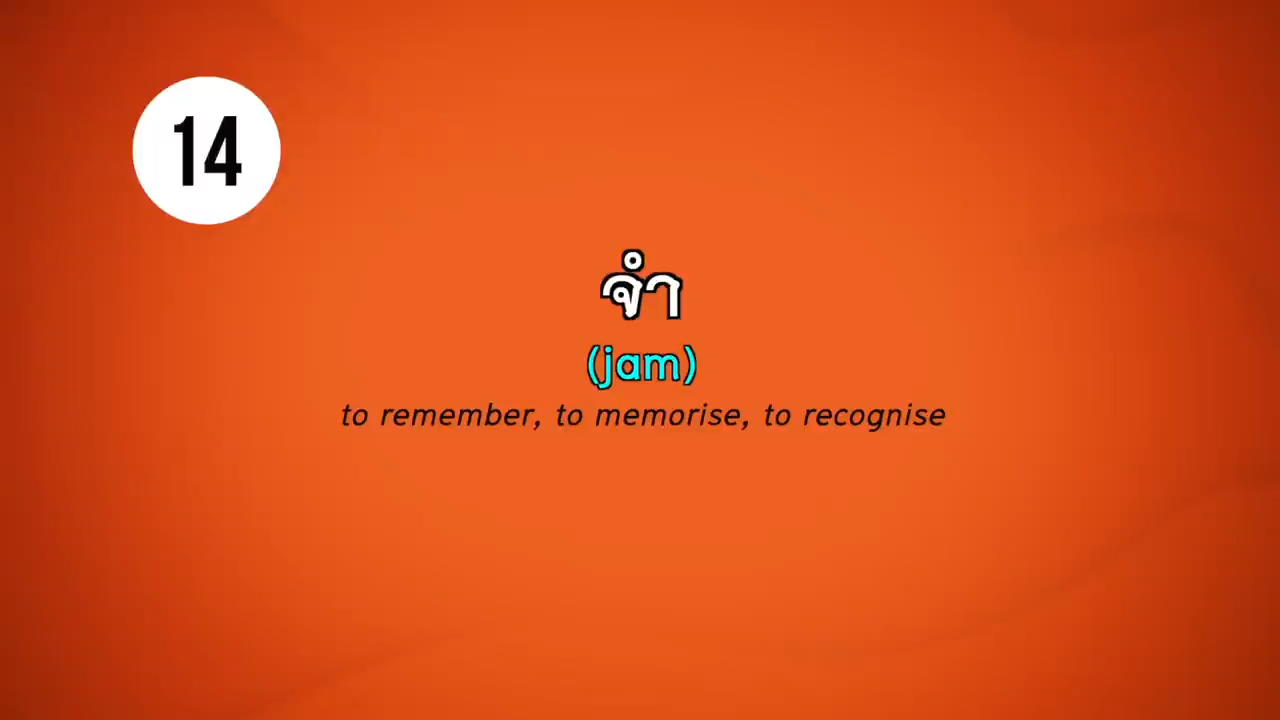 14
จำ
(jam)
to remember, to memorise, to recognise